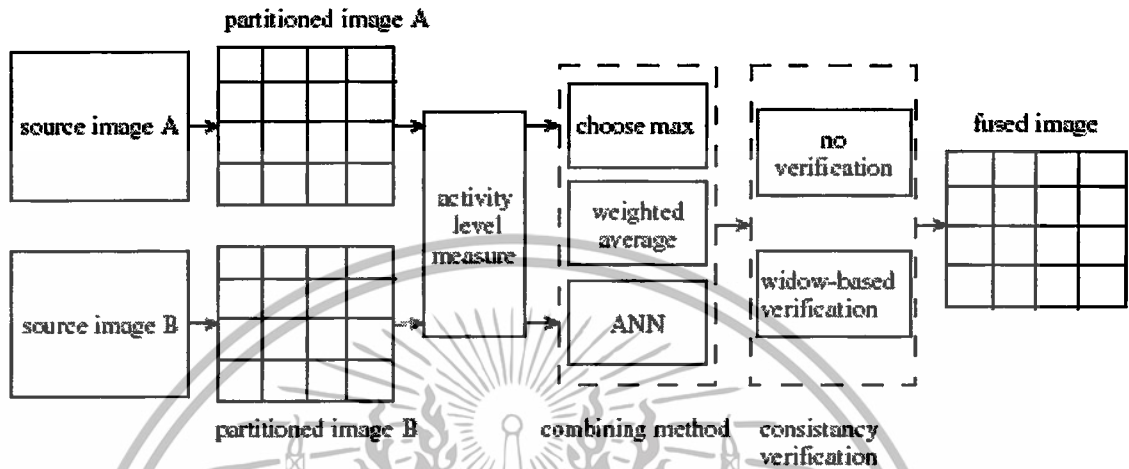 partitioned image A
source image A
source image B
partitioned image B
activity
level
measure
choose max
weighted
average
ANN
combining method
no
verification
widow-based
verification
consistancy
verification
fused image